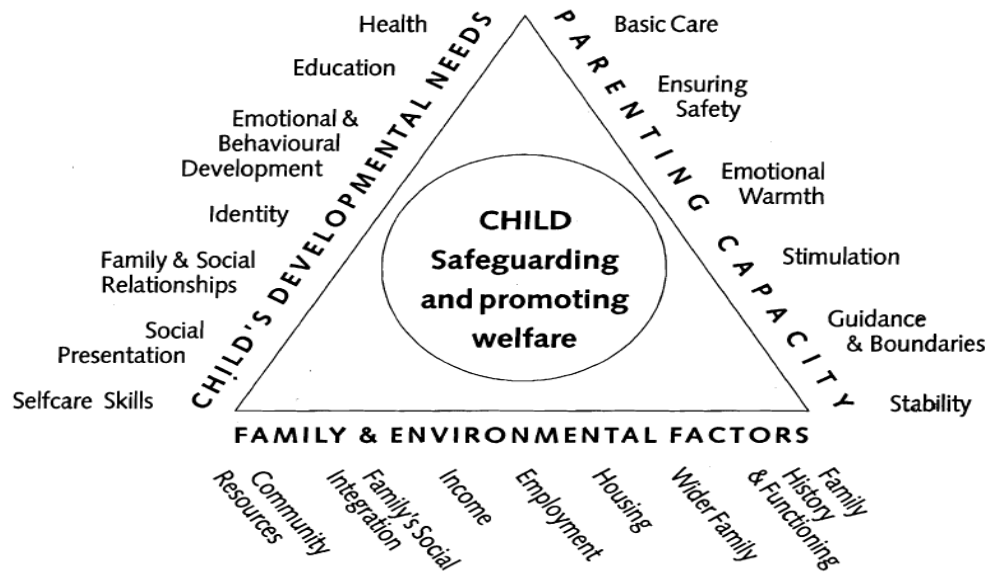 Health
Education
Emotional &
Behavioural
Development
Identity
Family & Social
Relationships
Social
Presentation
Selfcare Skills
CHILD'S DEVELOPMENTAL NEEDS
CHILD
Safeguarding
and promoting
welfare
PARENTING CAPACITY
Basic Care
Ensuring
Safety
Emotional
Warmth
Stimulation
Guidance
& Boundaries
Stability
FAMILY & ENVIRONMENTAL FACTORS
Community
Resources
Family's Social
Integration
Income
Employment
Housing
Wider Family
Family
History
& Functioning